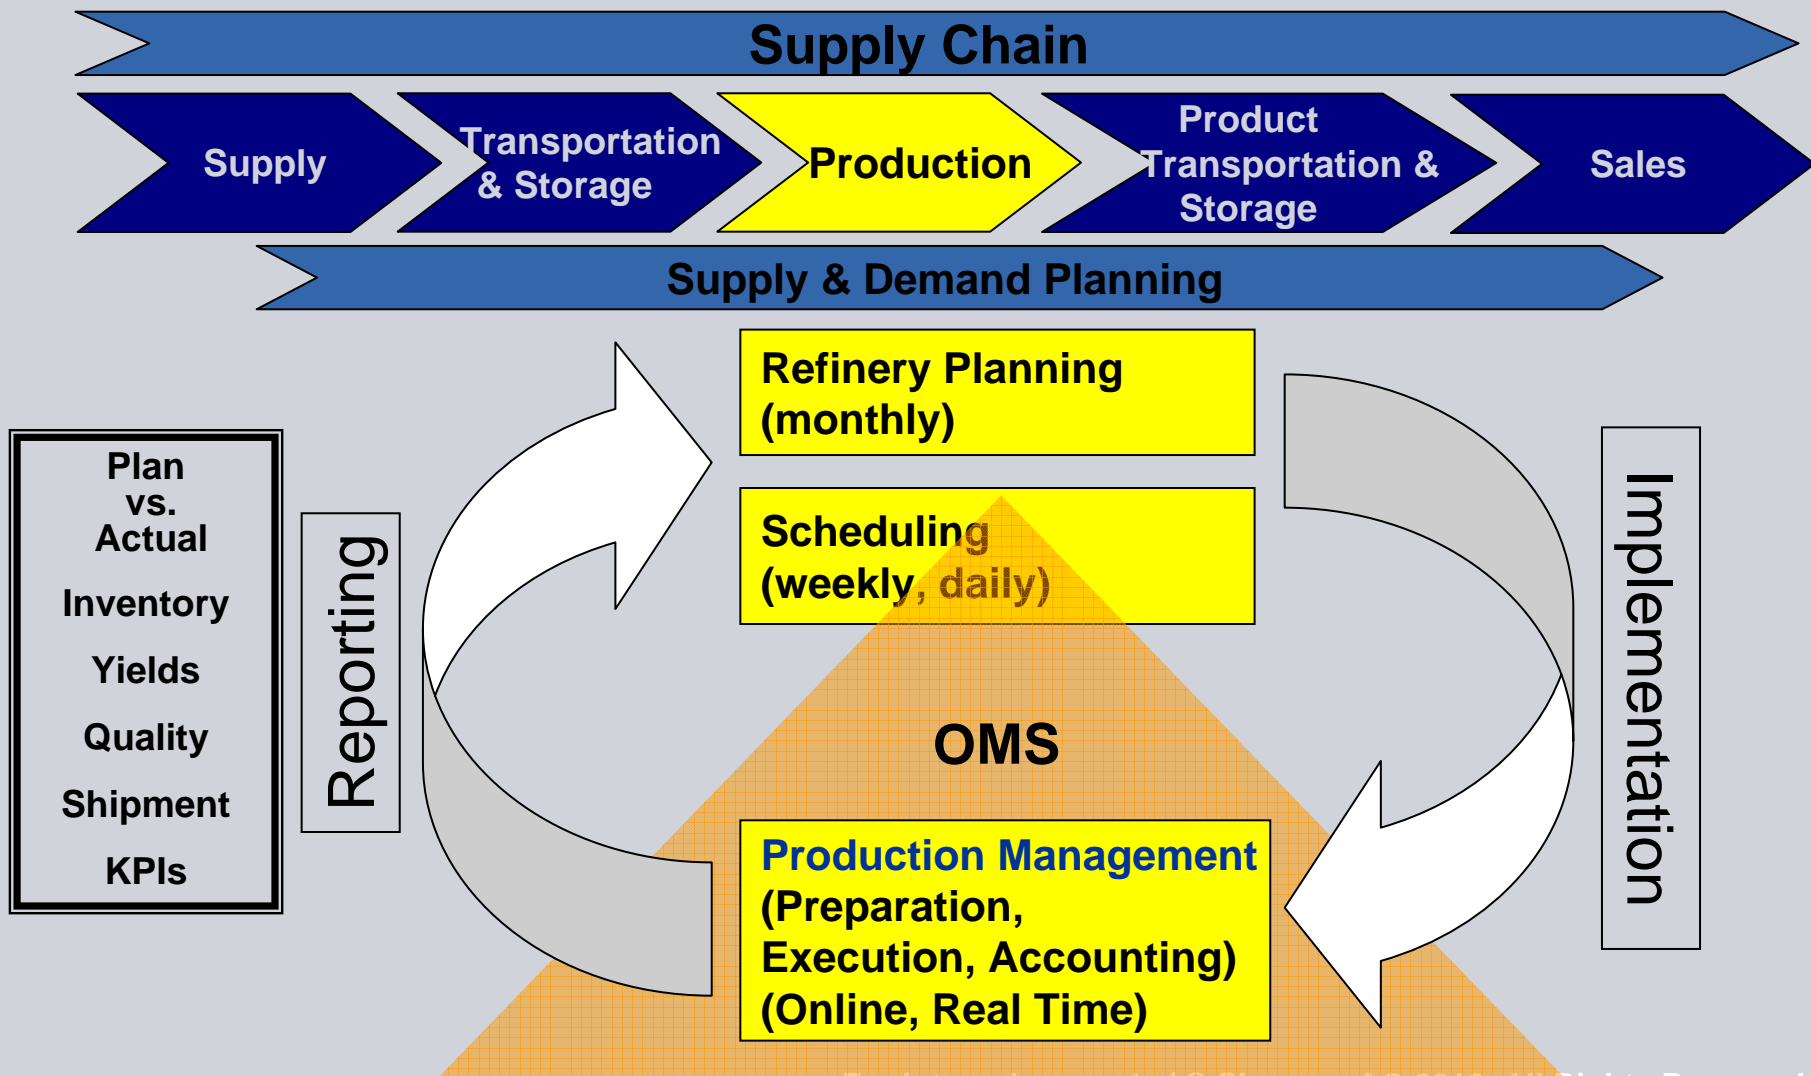 Supply Chain
Supply
Transportation
& Storage
Production
Product
Transportation &
Storage
Sales
Supply & Demand Planning
Refinery Planning
(monthly)
Scheduling
(weekly, daily)
Plan
vs.
Actual
Inventory
Yields
Quality
Shipment
KPIs
Reporting
Implementation
OMS
Production Management
(Preparation,
Execution, Accounting)
(Online, Real Time)